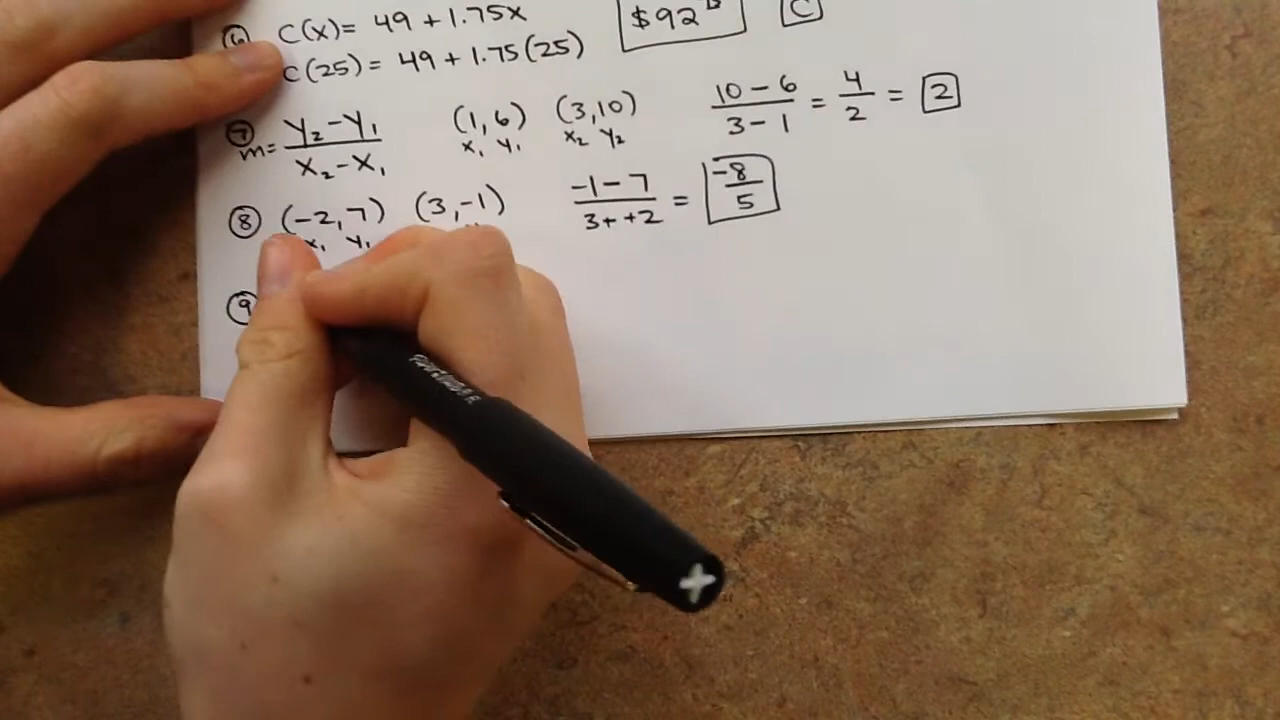 ⑥ C(x) = 49 + 1.75x $92 C
C(25) = 49 + 1.75(25)
⑦ m = y₂ - y₁ / x₂ - x₁ (1, 6) (3, 10) 10 - 6 / 3 - 1 = 4/2 = 2
x₁ y₁ x₂ y₂
⑧ (-2, 7) (3, -1) -1 - 7 / 3 + +2 = -8/5
x₁ y₁
⑨